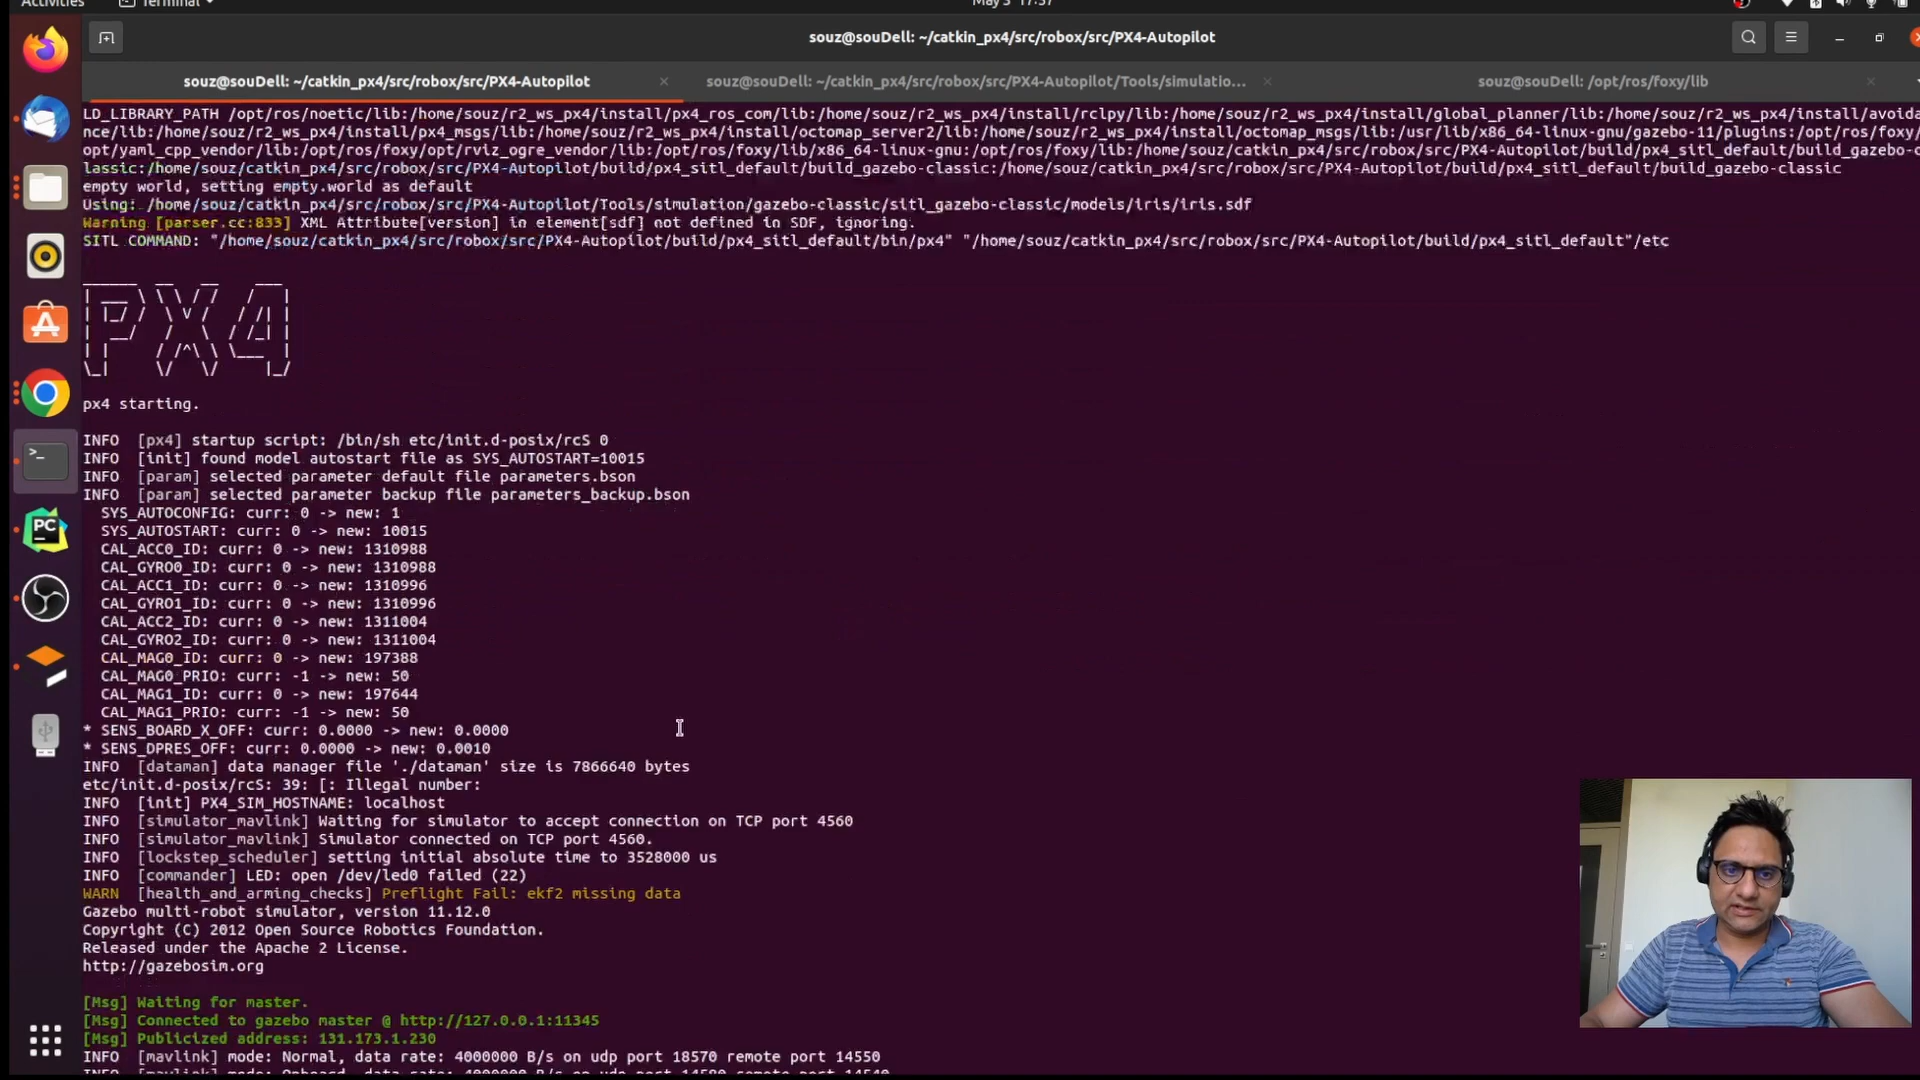 Activities
Terminal
May 3 17:37
souz@souDell: ~/catkin_px4/src/robox/src/PX4-Autopilot
souz@souDell: ~/catkin_px4/src/robox/src/PX4-Autopilot
souz@souDell: ~/catkin_px4/src/robox/src/PX4-Autopilot/Tools/simulatio...
souz@souDell: /opt/ros/foxy/lib
LD_LIBRARY_PATH /opt/ros/noetic/lib:/home/souz/r2_ws_px4/install/px4_ros_com/lib:/home/souz/r2_ws_px4/install/rclpy/lib:/home/souz/r2_ws_px4/install/global_planner/lib:/home/souz/r2_ws_px4/install/avoida
nce/lib:/home/souz/r2_ws_px4/install/px4_msgs/lib:/home/souz/r2_ws_px4/install/octomap_server2/lib:/home/souz/r2_ws_px4/install/octomap_msgs/lib:/usr/lib/x86_64-linux-gnu/gazebo-11/plugins:/opt/ros/foxy/
opt/yaml_cpp_vendor/lib:/opt/ros/foxy/opt/rviz_ogre_vendor/lib:/opt/ros/foxy/lib/x86_64-linux-gnu:/opt/ros/foxy/lib:/home/souz/catkin_px4/src/robox/src/PX4-Autopilot/build/px4_sitl_default/build_gazebo-c
lassic:/home/souz/catkin_px4/src/robox/src/PX4-Autopilot/build/px4_sitl_default/build_gazebo-classic:/home/souz/catkin_px4/src/robox/src/PX4-Autopilot/build/px4_sitl_default/build_gazebo-classic
empty world, setting empty.world as default
Using: /home/souz/catkin_px4/src/robox/src/PX4-Autopilot/Tools/simulation/gazebo-classic/sitl_gazebo-classic/models/iris/iris.sdf
Warning [parser.cc:833] XML Attribute[version] in element[sdf] not defined in SDF, ignoring.
SITL COMMAND: "/home/souz/catkin_px4/src/robox/src/PX4-Autopilot/build/px4_sitl_default/bin/px4" "/home/souz/catkin_px4/src/robox/src/PX4-Autopilot/build/px4_sitl_default"/etc
PX4
px4 starting.
INFO [px4] startup script: /bin/sh etc/init.d-posix/rcS 0
INFO [init] found model autostart file as SYS_AUTOSTART=10015
INFO [param] selected parameter default file parameters.bson
INFO [param] selected parameter backup file parameters_backup.bson
SYS_AUTOCONFIG: curr: 0 -> new: 1
SYS_AUTOSTART: curr: 0 -> new: 10015
CAL_ACC0_ID: curr: 0 -> new: 1310988
CAL_GYRO0_ID: curr: 0 -> new: 1310988
CAL_ACC1_ID: curr: 0 -> new: 1310996
CAL_GYRO1_ID: curr: 0 -> new: 1310996
CAL_ACC2_ID: curr: 0 -> new: 1311004
CAL_GYRO2_ID: curr: 0 -> new: 1311004
CAL_MAG0_ID: curr: 0 -> new: 197388
CAL_MAG0_PRIO: curr: -1 -> new: 50
CAL_MAG1_ID: curr: 0 -> new: 197644
CAL_MAG1_PRIO: curr: -1 -> new: 50
* SENS_BOARD_X_OFF: curr: 0.0000 -> new: 0.0000
* SENS_DPRES_OFF: curr: 0.0000 -> new: 0.0010
INFO [dataman] data manager file './dataman' size is 7866640 bytes
etc/init.d-posix/rcS: 39: [: Illegal number:
INFO [init] PX4_SIM_HOSTNAME: localhost
INFO [simulator_mavlink] Waiting for simulator to accept connection on TCP port 4560
INFO [simulator_mavlink] Simulator connected on TCP port 4560.
INFO [lockstep_scheduler] setting initial absolute time to 3528000 us
INFO [commander] LED: open /dev/led0 failed (22)
WARN [health_and_arming_checks] Preflight Fail: ekf2 missing data
Gazebo multi-robot simulator, version 11.12.0
Copyright (C) 2012 Open Source Robotics Foundation.
Released under the Apache 2 License.
http://gazebosim.org
[Msg] Waiting for master.
[Msg] Connected to gazebo master @ http://127.0.0.1:11345
[Msg] Publicized address: 131.173.1.230
INFO [mavlink] mode: Normal, data rate: 4000000 B/s on udp port 18570 remote port 14550
INFO [mavlink] mode: Onboard, data rate: 4000000 B/s on udp port 14580 remote port 14540